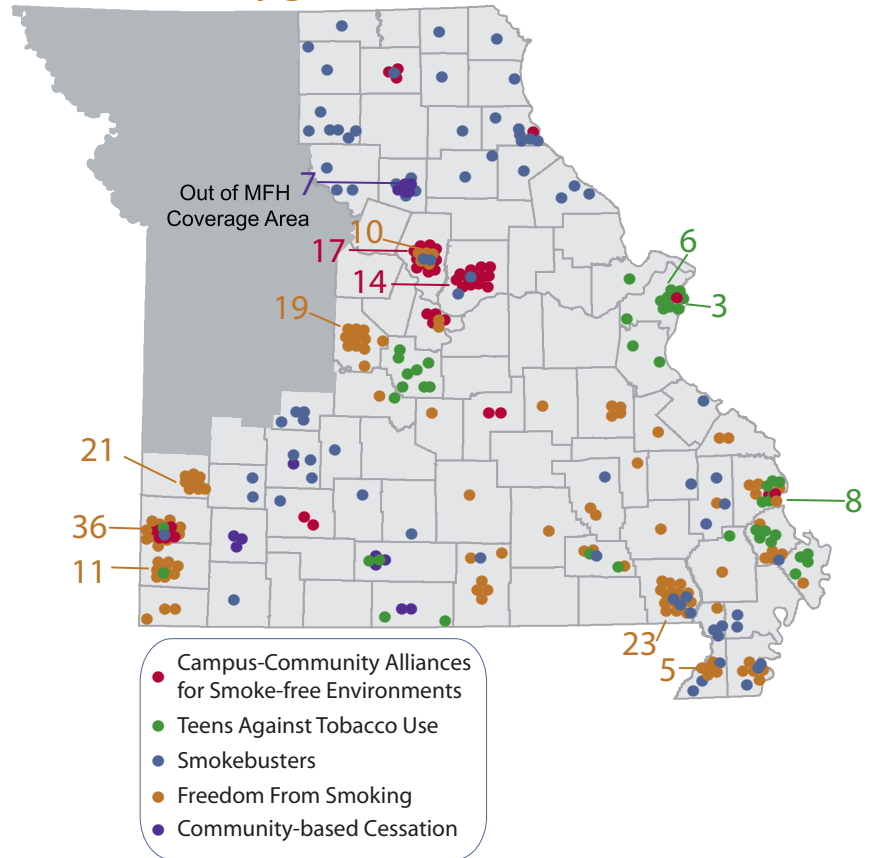 Out of MFH
Coverage Area
7
10
17
14
6
3
19
21
36
11
8
23
5
Campus-Community Alliances
for Smoke-free Environments
Teens Against Tobacco Use
Smokebusters
Freedom From Smoking
Community-based Cessation